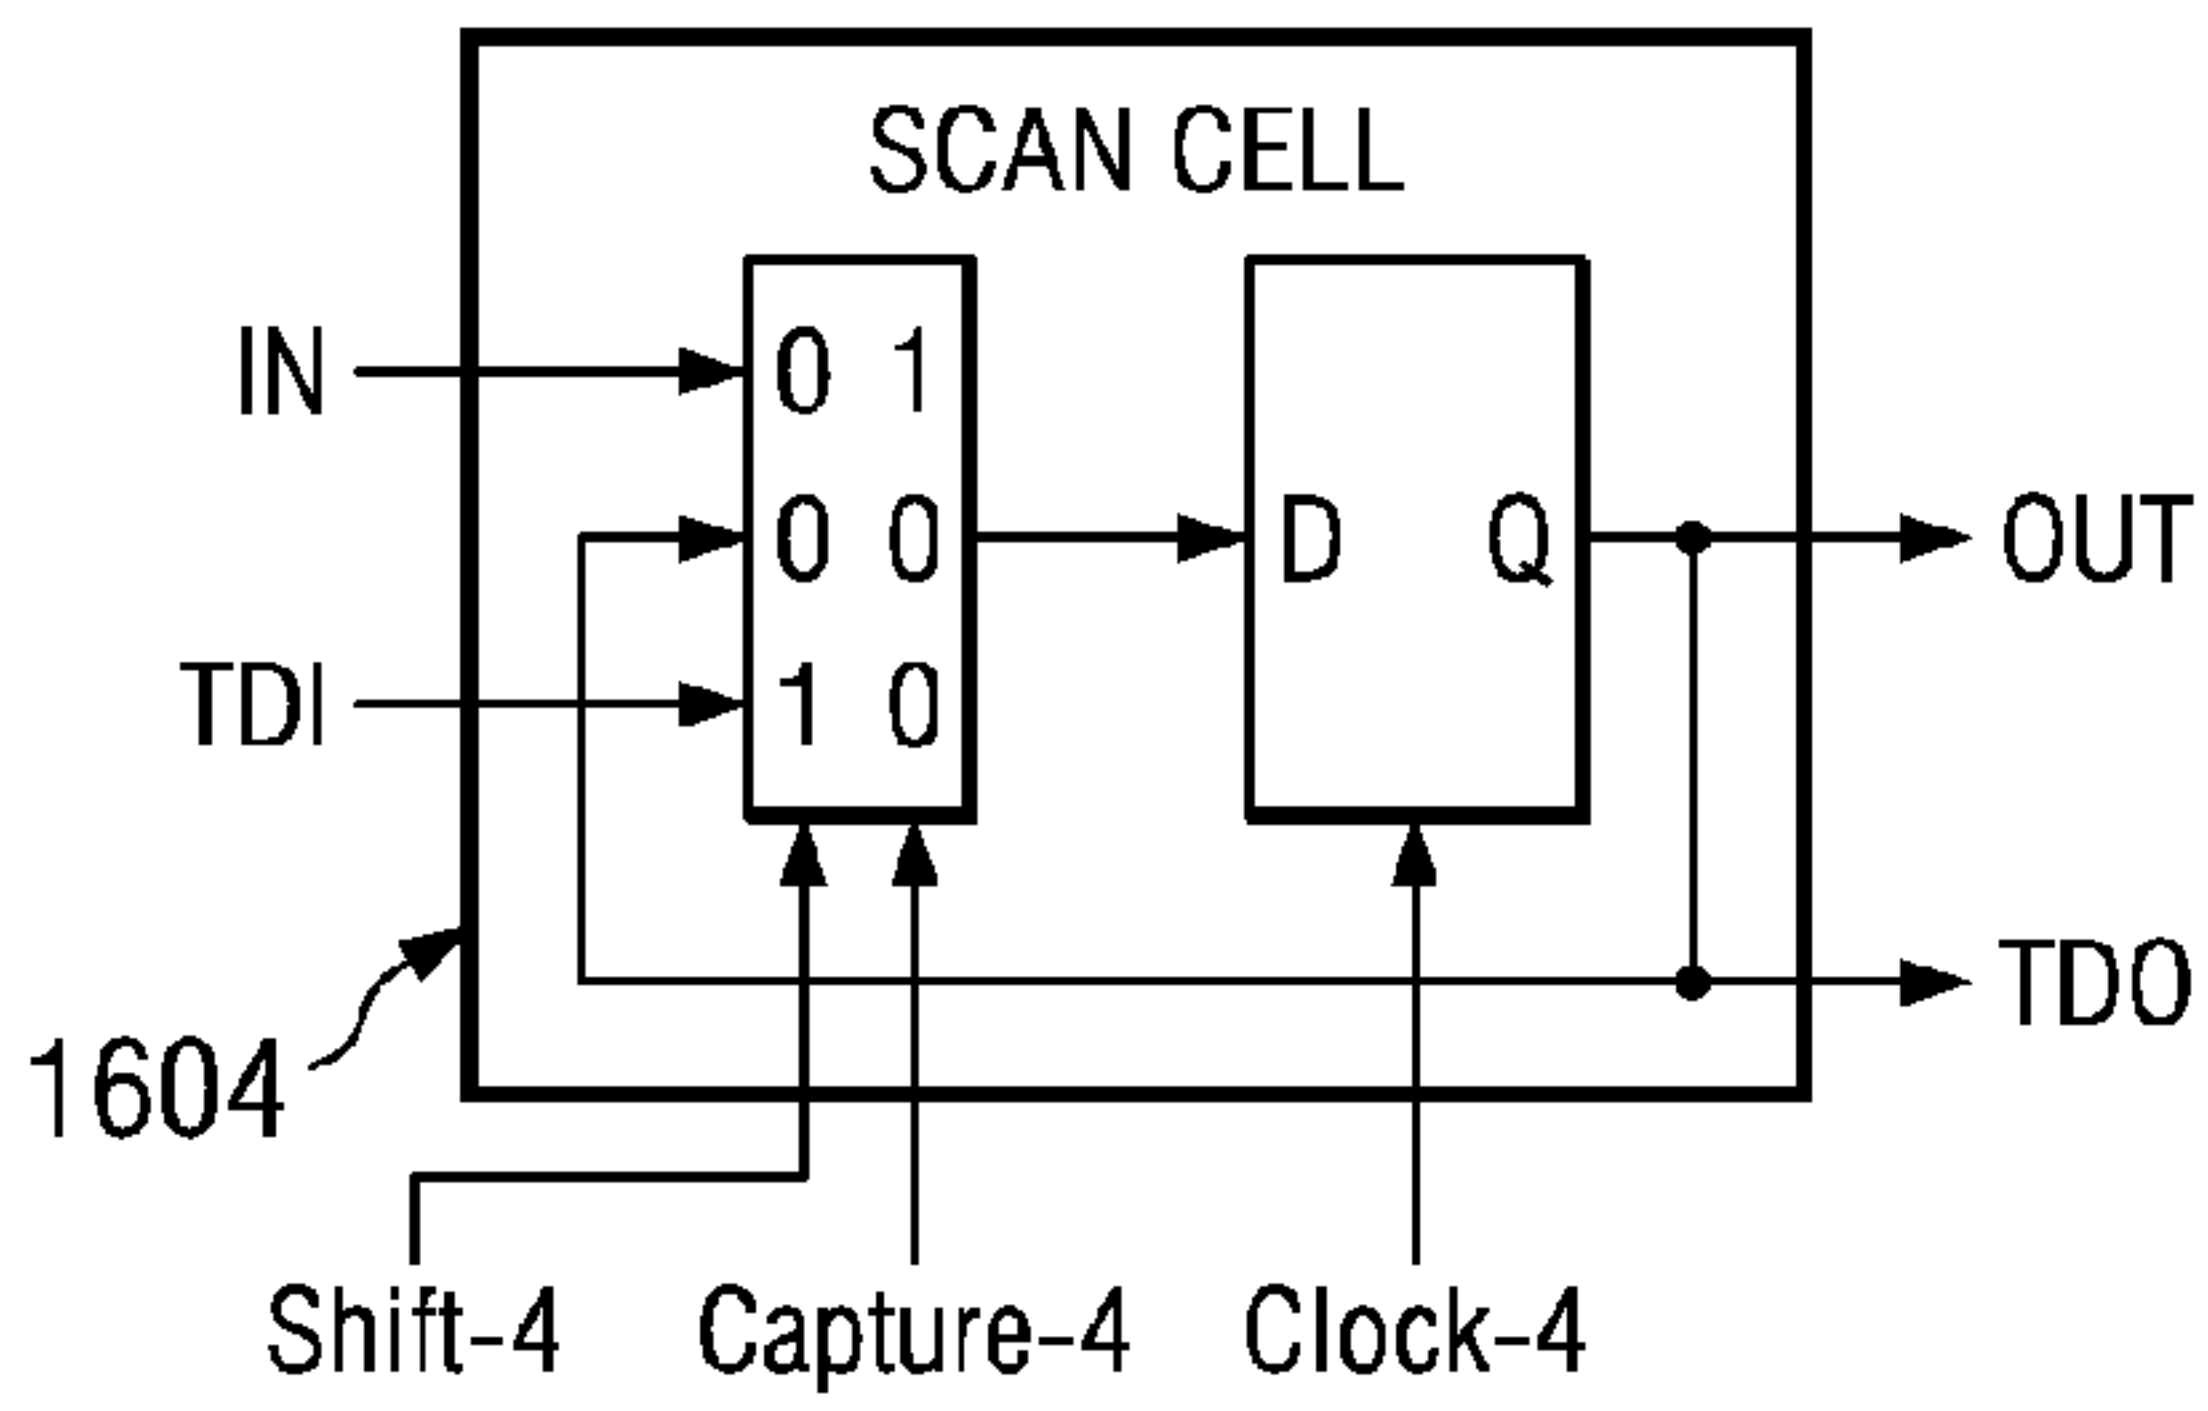 SCAN CELL
IN
0 1
0 0
D
Q
OUT
TDI
1 0
TDO
1604
Shift-4
Capture-4
Clock-4